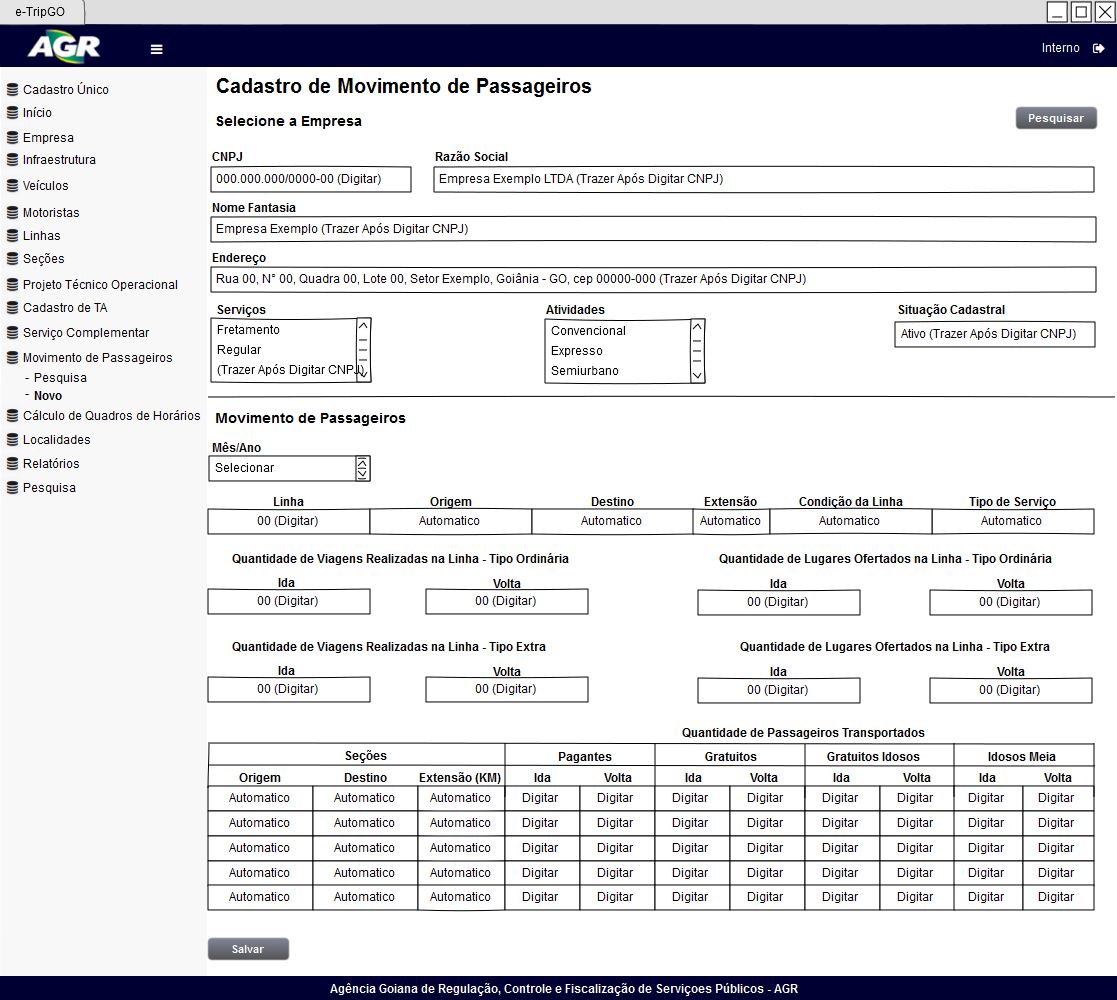 e-TripGO
AGR
Interno
Cadastro Único
Início
Empresa
Infraestrutura
Veículos
Motoristas
Linhas
Seções
Projeto Técnico Operacional
Cadastro de TA
Serviço Complementar
Movimento de Passageiros
- Pesquisa
- Novo
Cálculo de Quadros de Horários
Localidades
Relatórios
Pesquisa
Cadastro de Movimento de Passageiros
Selecione a Empresa
Pesquisar
CNPJ Razão Social
000.000.000/0000-00 (Digitar) Empresa Exemplo LTDA (Trazer Após Digitar CNPJ)
Nome Fantasia
Empresa Exemplo (Trazer Após Digitar CNPJ)
Endereço
Rua 00, N° 00, Quadra 00, Lote 00, Setor Exemplo, Goiânia - GO, cep 00000-000 (Trazer Após Digitar CNPJ)
Serviços Atividades Situação Cadastral
Fretamento Convencional Ativo (Trazer Após Digitar CNPJ)
Regular Expresso
(Trazer Após Digitar CNPJ) Semiurbano
Movimento de Passageiros
Mês/Ano
Selecionar
Linha Origem Destino Extensão Condição da Linha Tipo de Serviço
00 (Digitar) Automatico Automatico Automatico Automatico Automatico
Quantidade de Viagens Realizadas na Linha - Tipo Ordinária Quantidade de Lugares Ofertados na Linha - Tipo Ordinária
Ida Volta Ida Volta
00 (Digitar) 00 (Digitar) 00 (Digitar) 00 (Digitar)
Quantidade de Viagens Realizadas na Linha - Tipo Extra Quantidade de Lugares Ofertados na Linha - Tipo Extra
Ida Volta Ida Volta
00 (Digitar) 00 (Digitar) 00 (Digitar) 00 (Digitar)
Quantidade de Passageiros Transportados
Seções Pagantes Gratuitos Gratuitos Idosos Idosos Meia
Origem Destino Extensão (KM) Ida Volta Ida Volta Ida Volta Ida Volta
Automatico Automatico Automatico Digitar Digitar Digitar Digitar Digitar Digitar Digitar Digitar
Automatico Automatico Automatico Digitar Digitar Digitar Digitar Digitar Digitar Digitar Digitar
Automatico Automatico Automatico Digitar Digitar Digitar Digitar Digitar Digitar Digitar Digitar
Automatico Automatico Automatico Digitar Digitar Digitar Digitar Digitar Digitar Digitar Digitar
Automatico Automatico Automatico Digitar Digitar Digitar Digitar Digitar Digitar Digitar Digitar
Salvar
Agência Goiana de Regulação, Controle e Fiscalização de Serviçoes Públicos - AGR